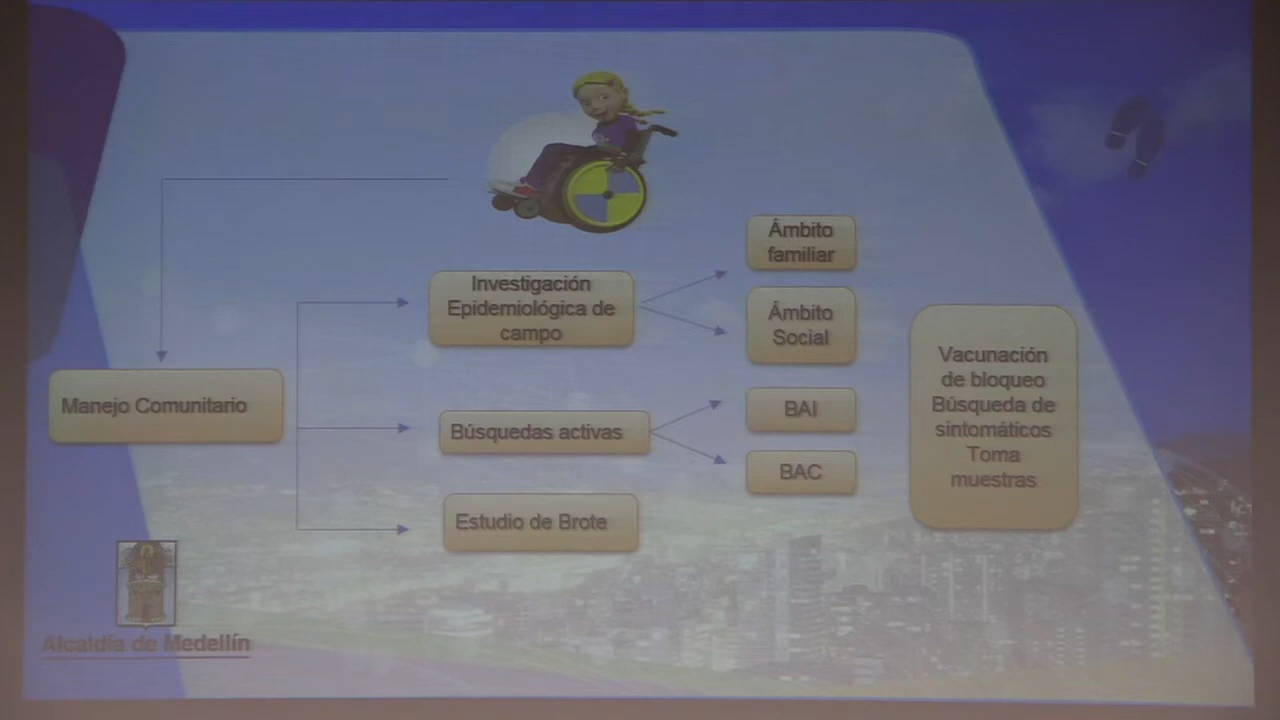 Ámbito
familiar
Investigación
Epidemiológica de
campo
Ámbito
Social
Vacunación
de bloqueo
Búsqueda de
sintomáticos
Toma
muestras
Manejo Comunitario
Búsquedas activas
BAI
BAC
Estudio de Brote
Alcaldía de Medellín